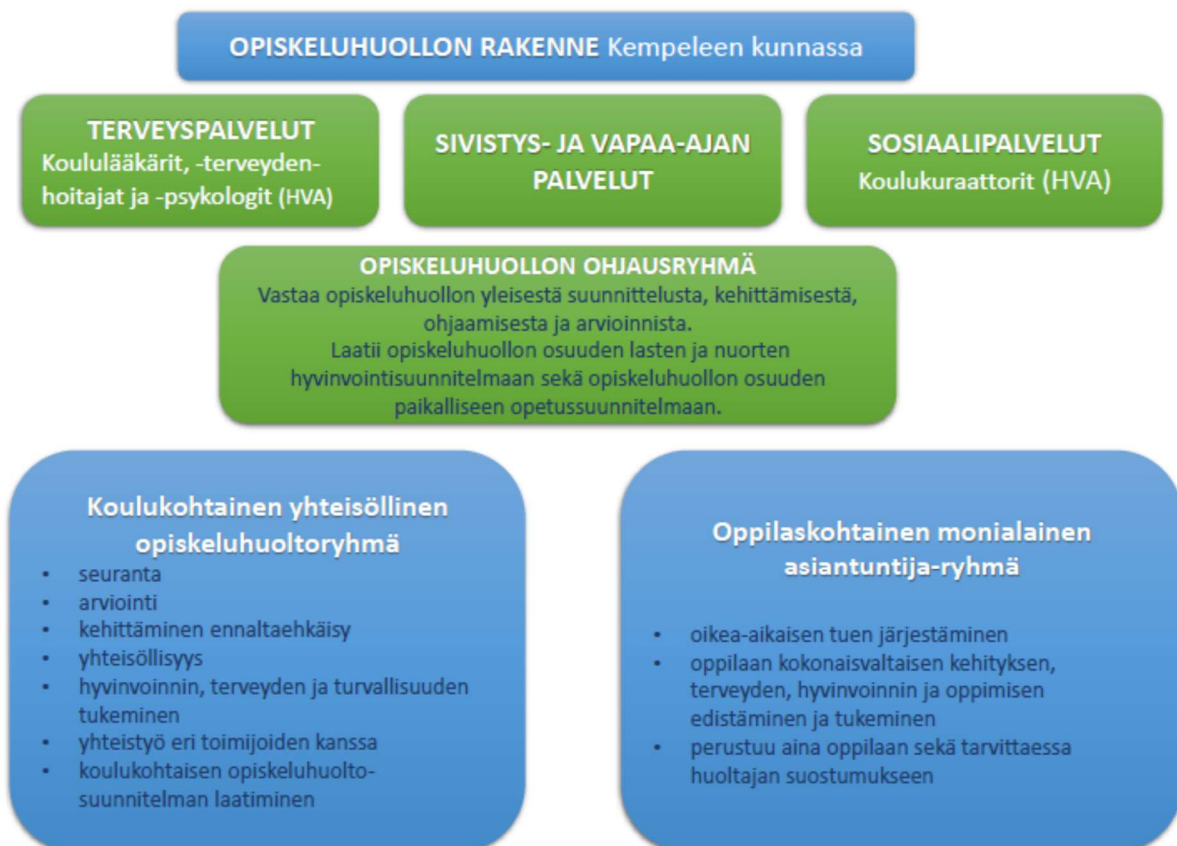 OPISKELUHUOLLON RAKENNE Kempeleen kunnassa
TERVEYSPALVELUT
Koululääkärit, -terveyden-
hoitajat ja -psykologit (HVA)
SIVISTYS- JA VAPAA-AJAN
PALVELUT
SOSIAALIPALVELUT
Koulukuraattorit (HVA)
OPISKELUHUOLLON OHJAUSRYHMÄ
Vastaa opiskeluhuollon yleisestä suunnittelusta, kehittämisestä,
ohjaamisesta ja arvioinnista.
Laatii opiskeluhuollon osuuden lasten ja nuorten
hyvinvointisuunnitelmaan sekä opiskeluhuollon osuuden
paikalliseen opetussuunnitelmaan.
Koulukohtainen yhteisöllinen
opiskeluhuoltoryhmä
• seuranta
• arviointi
• kehittäminen ennaltaehkäisy
• yhteisöllisyys
• hyvinvoinnin, terveyden ja turvallisuuden
tukeminen
• yhteistyö eri toimijoiden kanssa
• koulukohtaisen opiskeluhuolto-
suunnitelman laatiminen
Oppilaskohtainen monialainen
asiantuntija-ryhmä
• oikea-aikaisen tuen järjestäminen
• oppilaan kokonaisvaltaisen kehityksen,
terveyden, hyvinvoinnin ja oppimisen
edistäminen ja tukeminen
• perustuu aina oppilaan sekä tarvittaessa
huoltajan suostumukseen